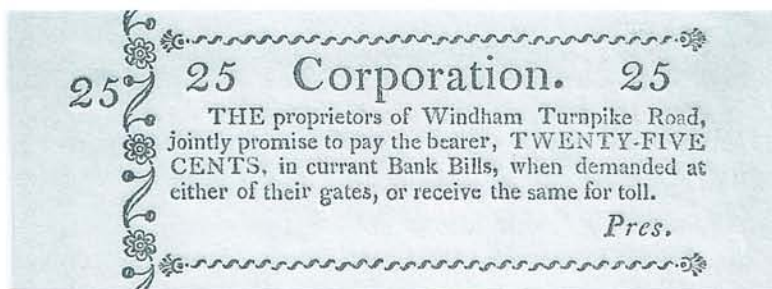 25 25 Corporation. 25
THE proprietors of Windham Turnpike Road,
jointly promise to pay the bearer, TWENTY-FIVE
CENTS, in currant Bank Bills, when demanded at
either of their gates, or receive the same for toll.
Pres.